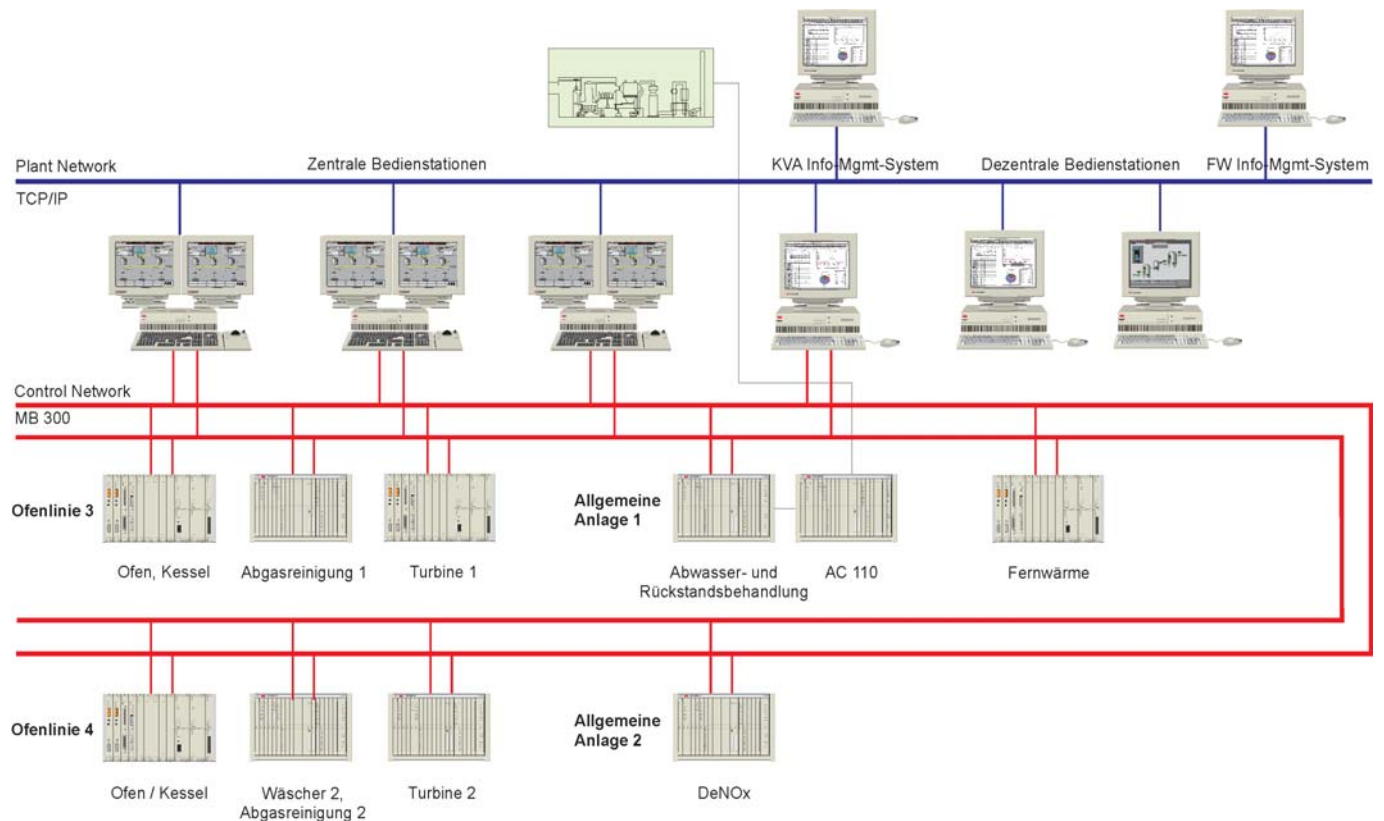 Plant Network
Zentrale Bedienstationen
KVA Info-Mgmt-System
Dezentrale Bedienstationen
FW Info-Mgmt-System
TCP/IP
Control Network
MB 300
Ofenlinie 3
Allgemeine
Anlage 1
Ofen, Kessel
Abgasreinigung 1
Turbine 1
Abwasser- und
Rückstandsbehandlung
AC 110
Fernwärme
Ofenlinie 4
Allgemeine
Anlage 2
Ofen / Kessel
Wäscher 2,
Abgasreinigung 2
Turbine 2
DeNOx